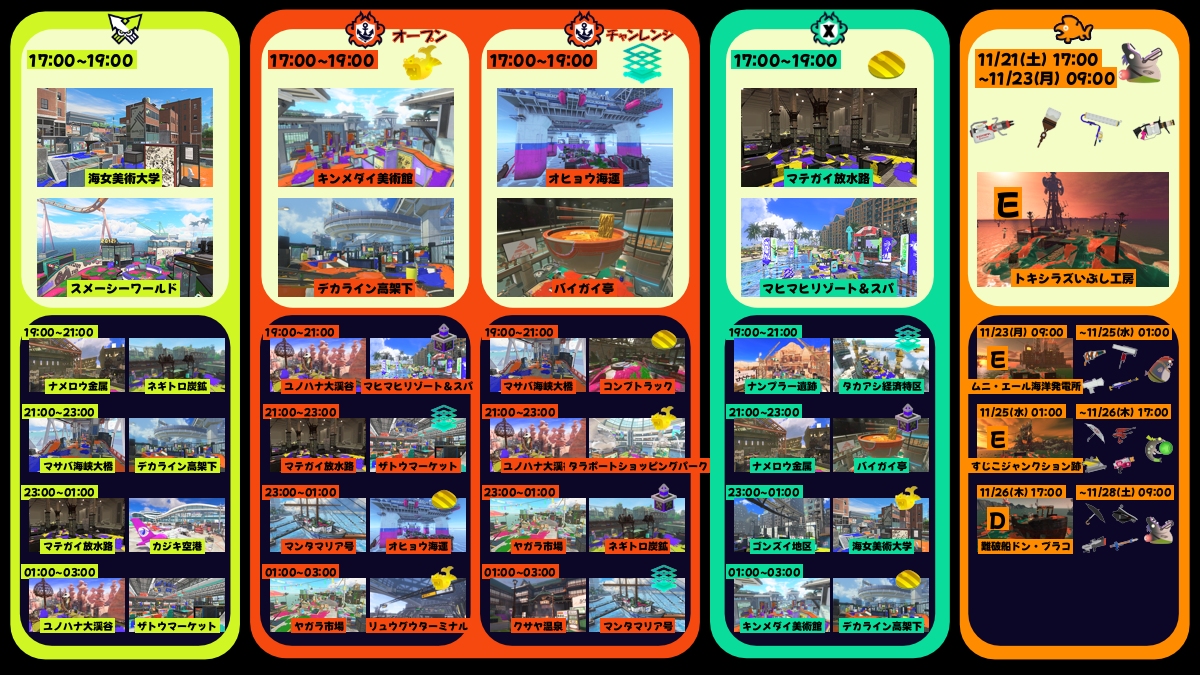 17:00~19:00
海女美術大学
スメーシーワールド
19:00~21:00
ナメロウ金属
ネギトロ炭鉱
21:00~23:00
マサバ海峡大橋
デカライン高架下
23:00~01:00
マテガイ放水路
カジキ空港
01:00~03:00
ユノハナ大渓谷
ザトウマーケット
オープン
17:00~19:00
キンメダイ美術館
デカライン高架下
19:00~21:00
ユノハナ大渓谷
マヒマヒリゾート＆スパ
21:00~23:00
マテガイ放水路
ザトウマーケット
23:00~01:00
マンタマリア号
オヒョウ海運
01:00~03:00
ヤガラ市場
リュウグウターミナル
チャレンジ
17:00~19:00
オヒョウ海運
バイガイ亭
19:00~21:00
マサバ海峡大橋
コンブトラック
21:00~23:00
ユノハナ大渓
タラポートショッピングパーク
23:00~01:00
ヤガラ市場
ネギトロ炭鉱
01:00~03:00
クサヤ温泉
マンタマリア号
X
17:00~19:00
マテガイ放水路
マヒマヒリゾート＆スパ
19:00~21:00
ナンプラー遺跡
タカアシ経済特区
21:00~23:00
ナメロウ金属
バイガイ亭
23:00~01:00
ゴンズイ地区
海女美術大学
01:00~03:00
キンメダイ美術館
デカライン高架下
11/21(土) 17:00
~11/23(月) 09:00
E
トキシラズいぶし工房
11/23(月) 09:00
~11/25(水) 01:00
E
ムニ・エール海洋発電所
11/25(水) 01:00
~11/26(木) 17:00
E
すじこジャンクション跡
11/26(木) 17:00
~11/28(土) 09:00
D
難破船ドン・ブラコ